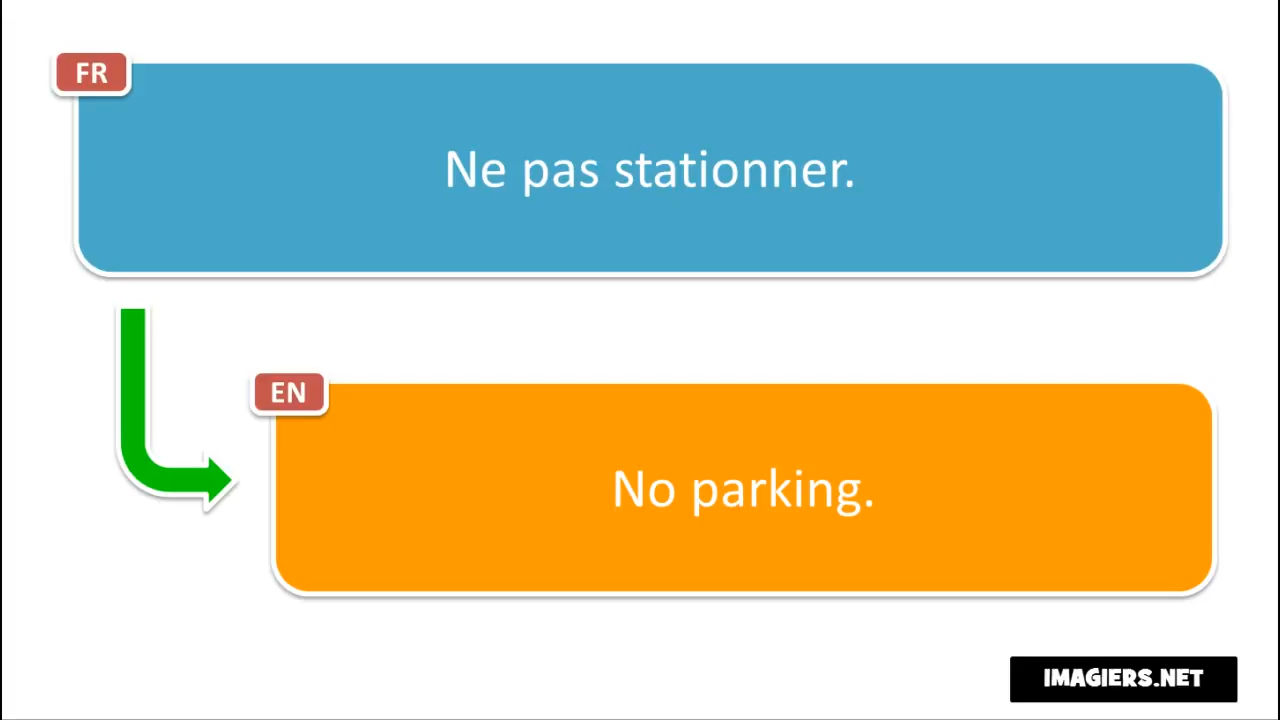 FR
Ne pas stationner.
EN
No parking.
IMAGIERS.NET